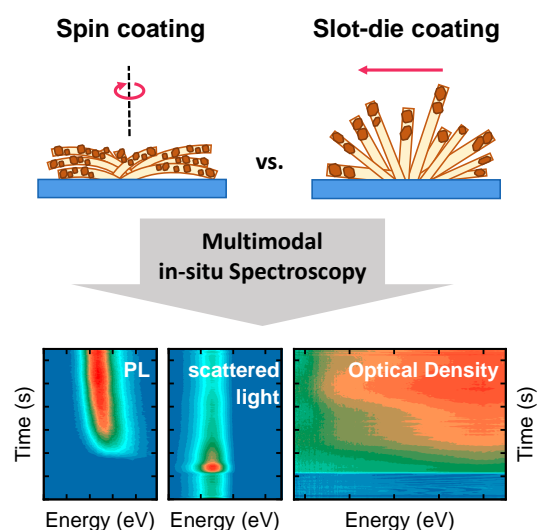 Spin coating
Slot-die coating
vs.
Multimodal
in-situ Spectroscopy
Time (s)
PL
scattered
light
Optical Density
Time (s)
Energy (eV)
Energy (eV)
Energy (eV)